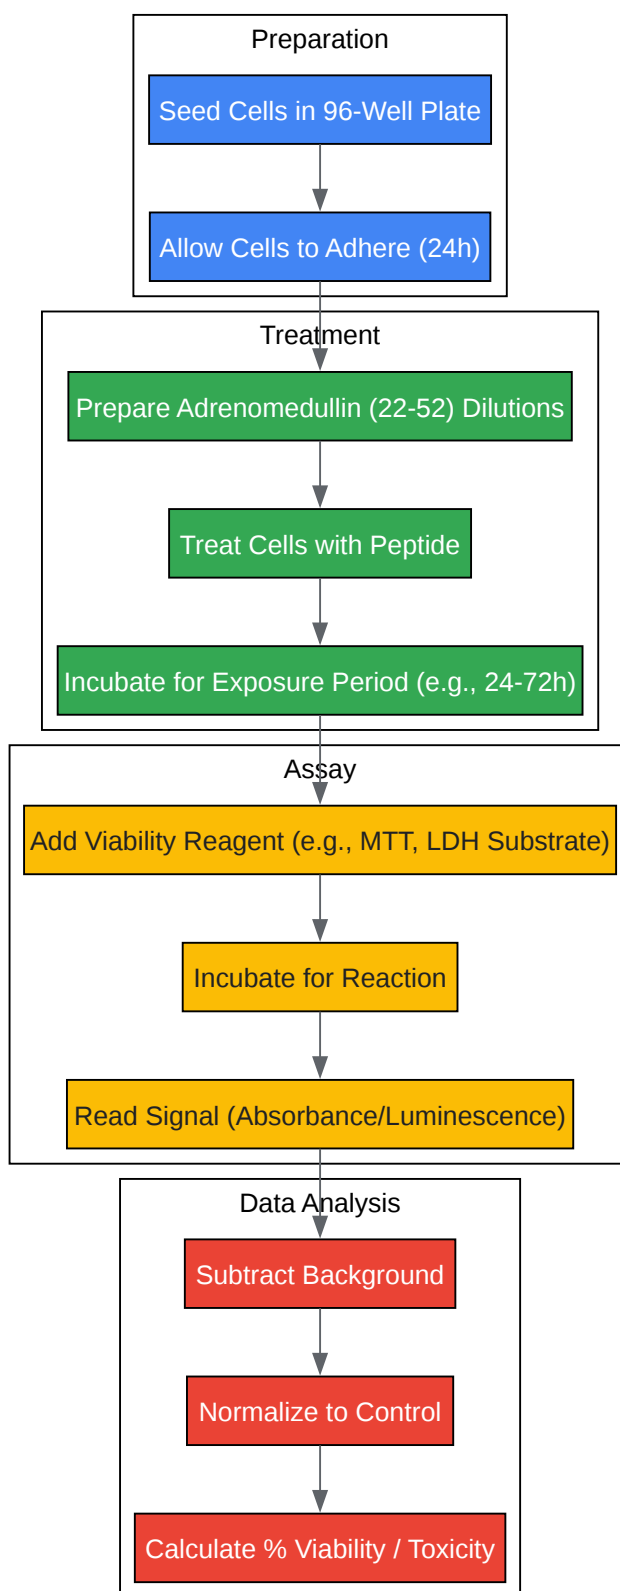 Preparation
Seed Cells in 96-Well Plate
Allow Cells to Adhere (24h)
Treatment
Prepare Adrenomedullin (22-52) Dilutions
Treat Cells with Peptide
Incubate for Exposure Period (e.g., 24-72h)
Assay
Add Viability Reagent (e.g., MTT, LDH Substrate)
Incubate for Reaction
Read Signal (Absorbance/Luminescence)
Data Analysis
Subtract Background
Normalize to Control
Calculate % Viability / Toxicity